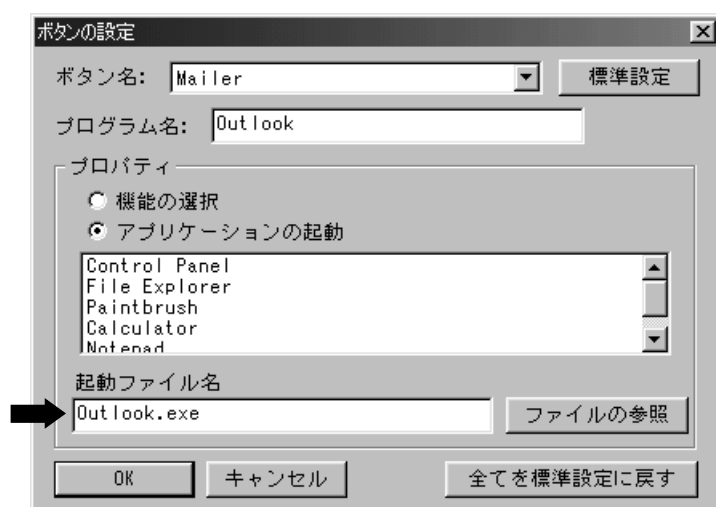 ボタンの設定
ボタン名: Mailer 標準設定
プログラム名: Outlook
プロパティ
機能の選択
アプリケーションの起動
Control Panel
File Explorer
Paintbrush
Calculator
Notepad
起動ファイル名
Outlook.exe ファイルの参照
OK キャンセル 全てを標準設定に戻す